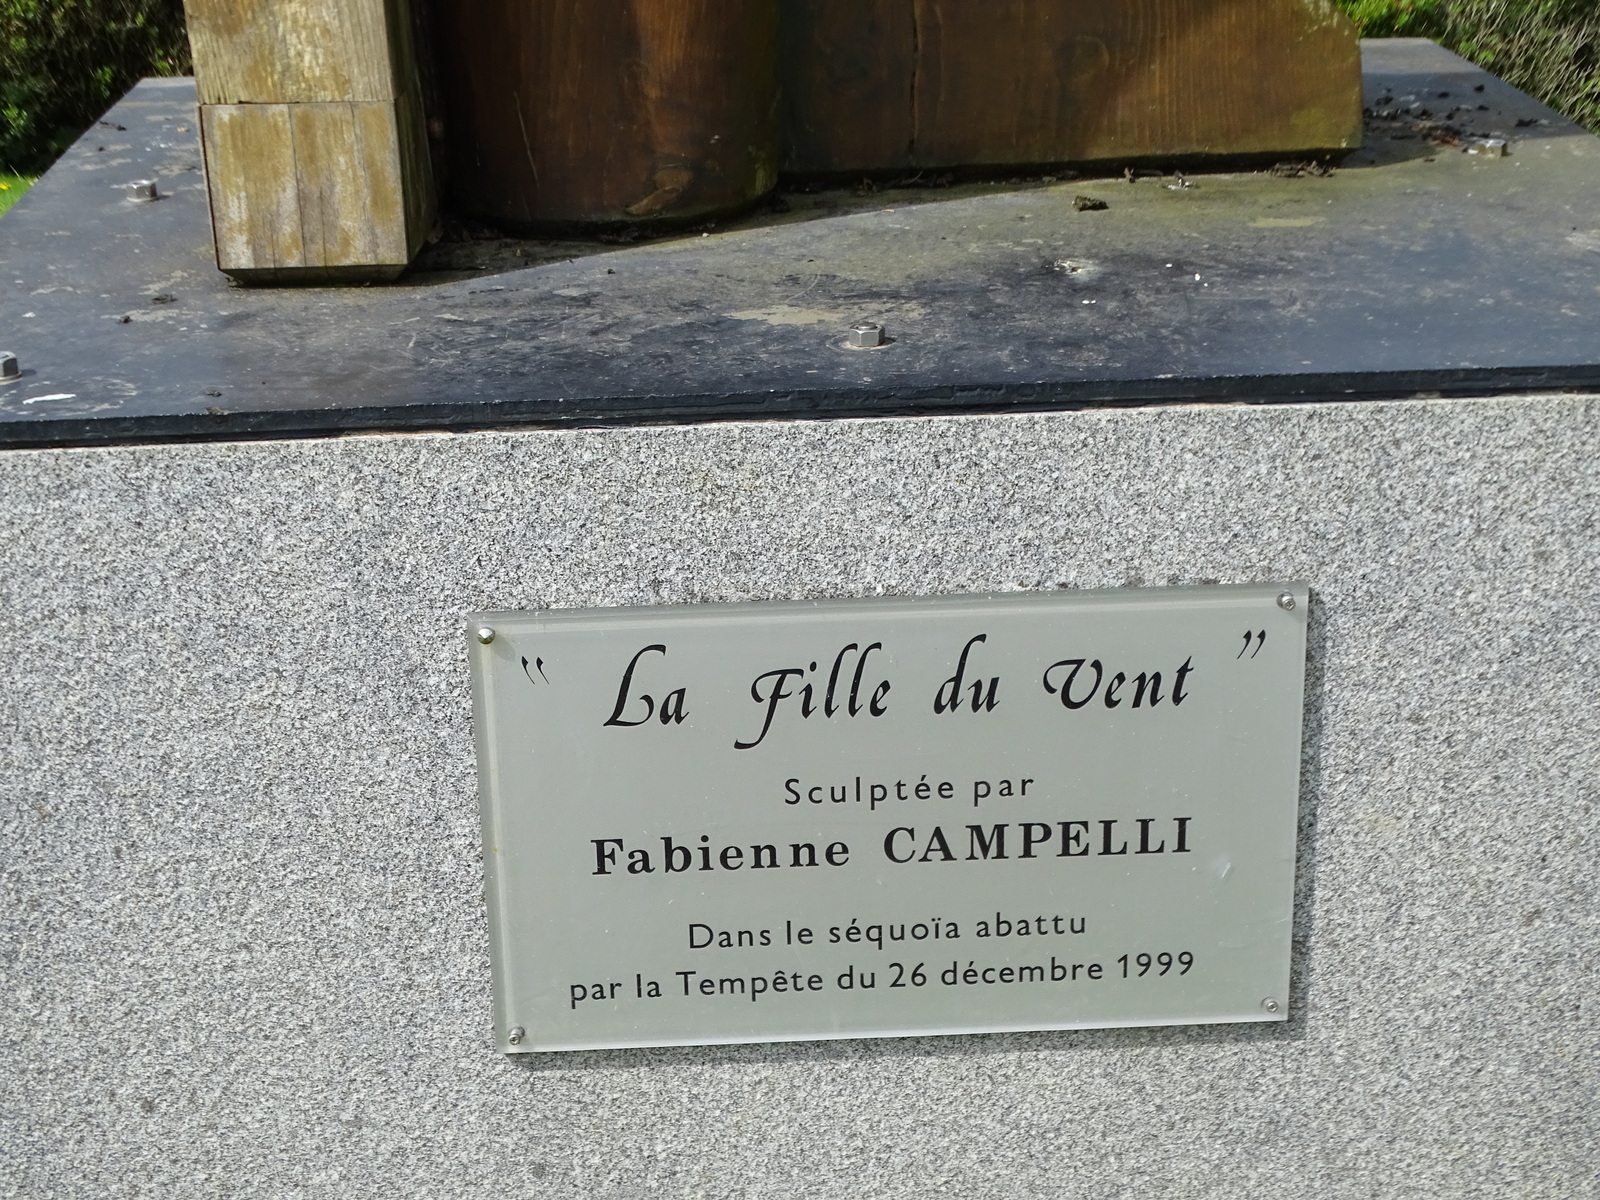 " La Fille du Vent "
Sculptée par
Fabienne CAMPELLI
Dans le séquoïa abattu
par la Tempête du 26 décembre 1999